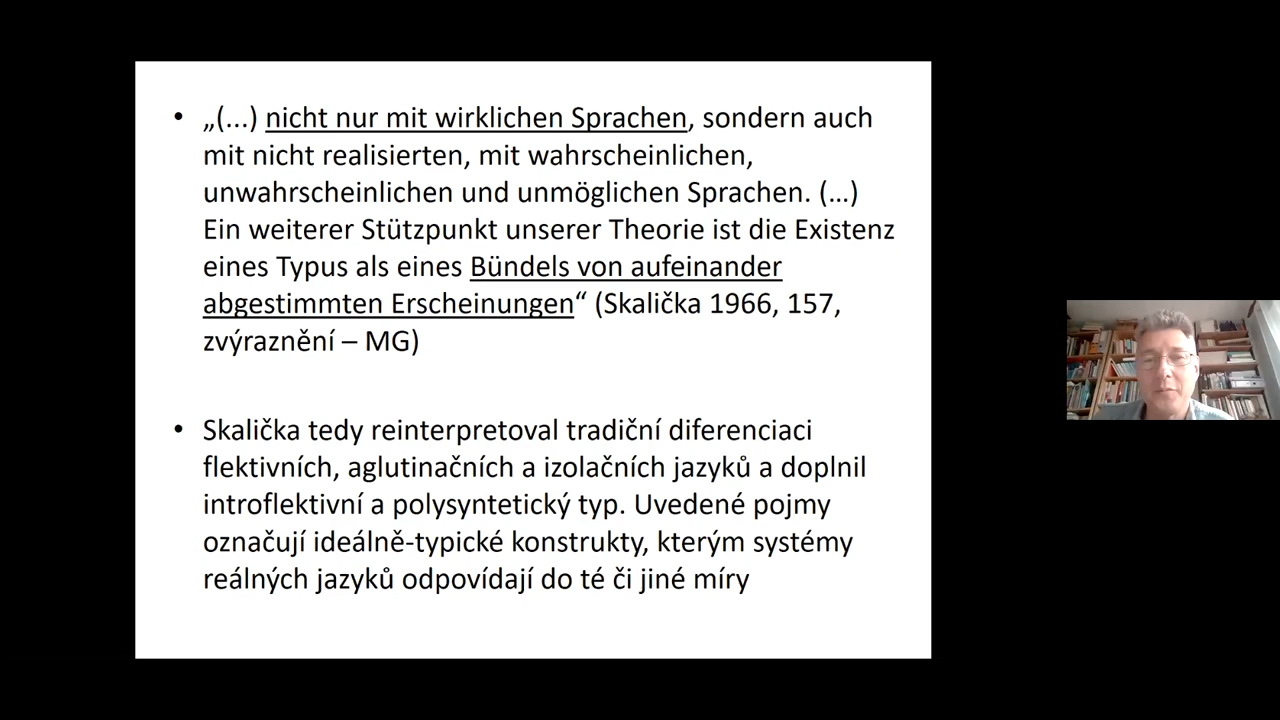 • „(...) nicht nur mit wirklichen Sprachen, sondern auch
mit nicht realisierten, mit wahrscheinlichen,
unwahrscheinlichen und unmöglichen Sprachen. (…)
Ein weiterer Stützpunkt unserer Theorie ist die Existenz
eines Typus als eines Bündels von aufeinander
abgestimmten Erscheinungen“ (Skalička 1966, 157,
zvýraznění – MG)
• Skalička tedy reinterpretoval tradiční diferenciaci
flektivních, aglutinačních a izolačních jazyků a doplnil
introflektivní a polysyntetický typ. Uvedené pojmy
označují ideálně-typické konstrukty, kterým systémy
reálných jazyků odpovídají do té či jiné míry